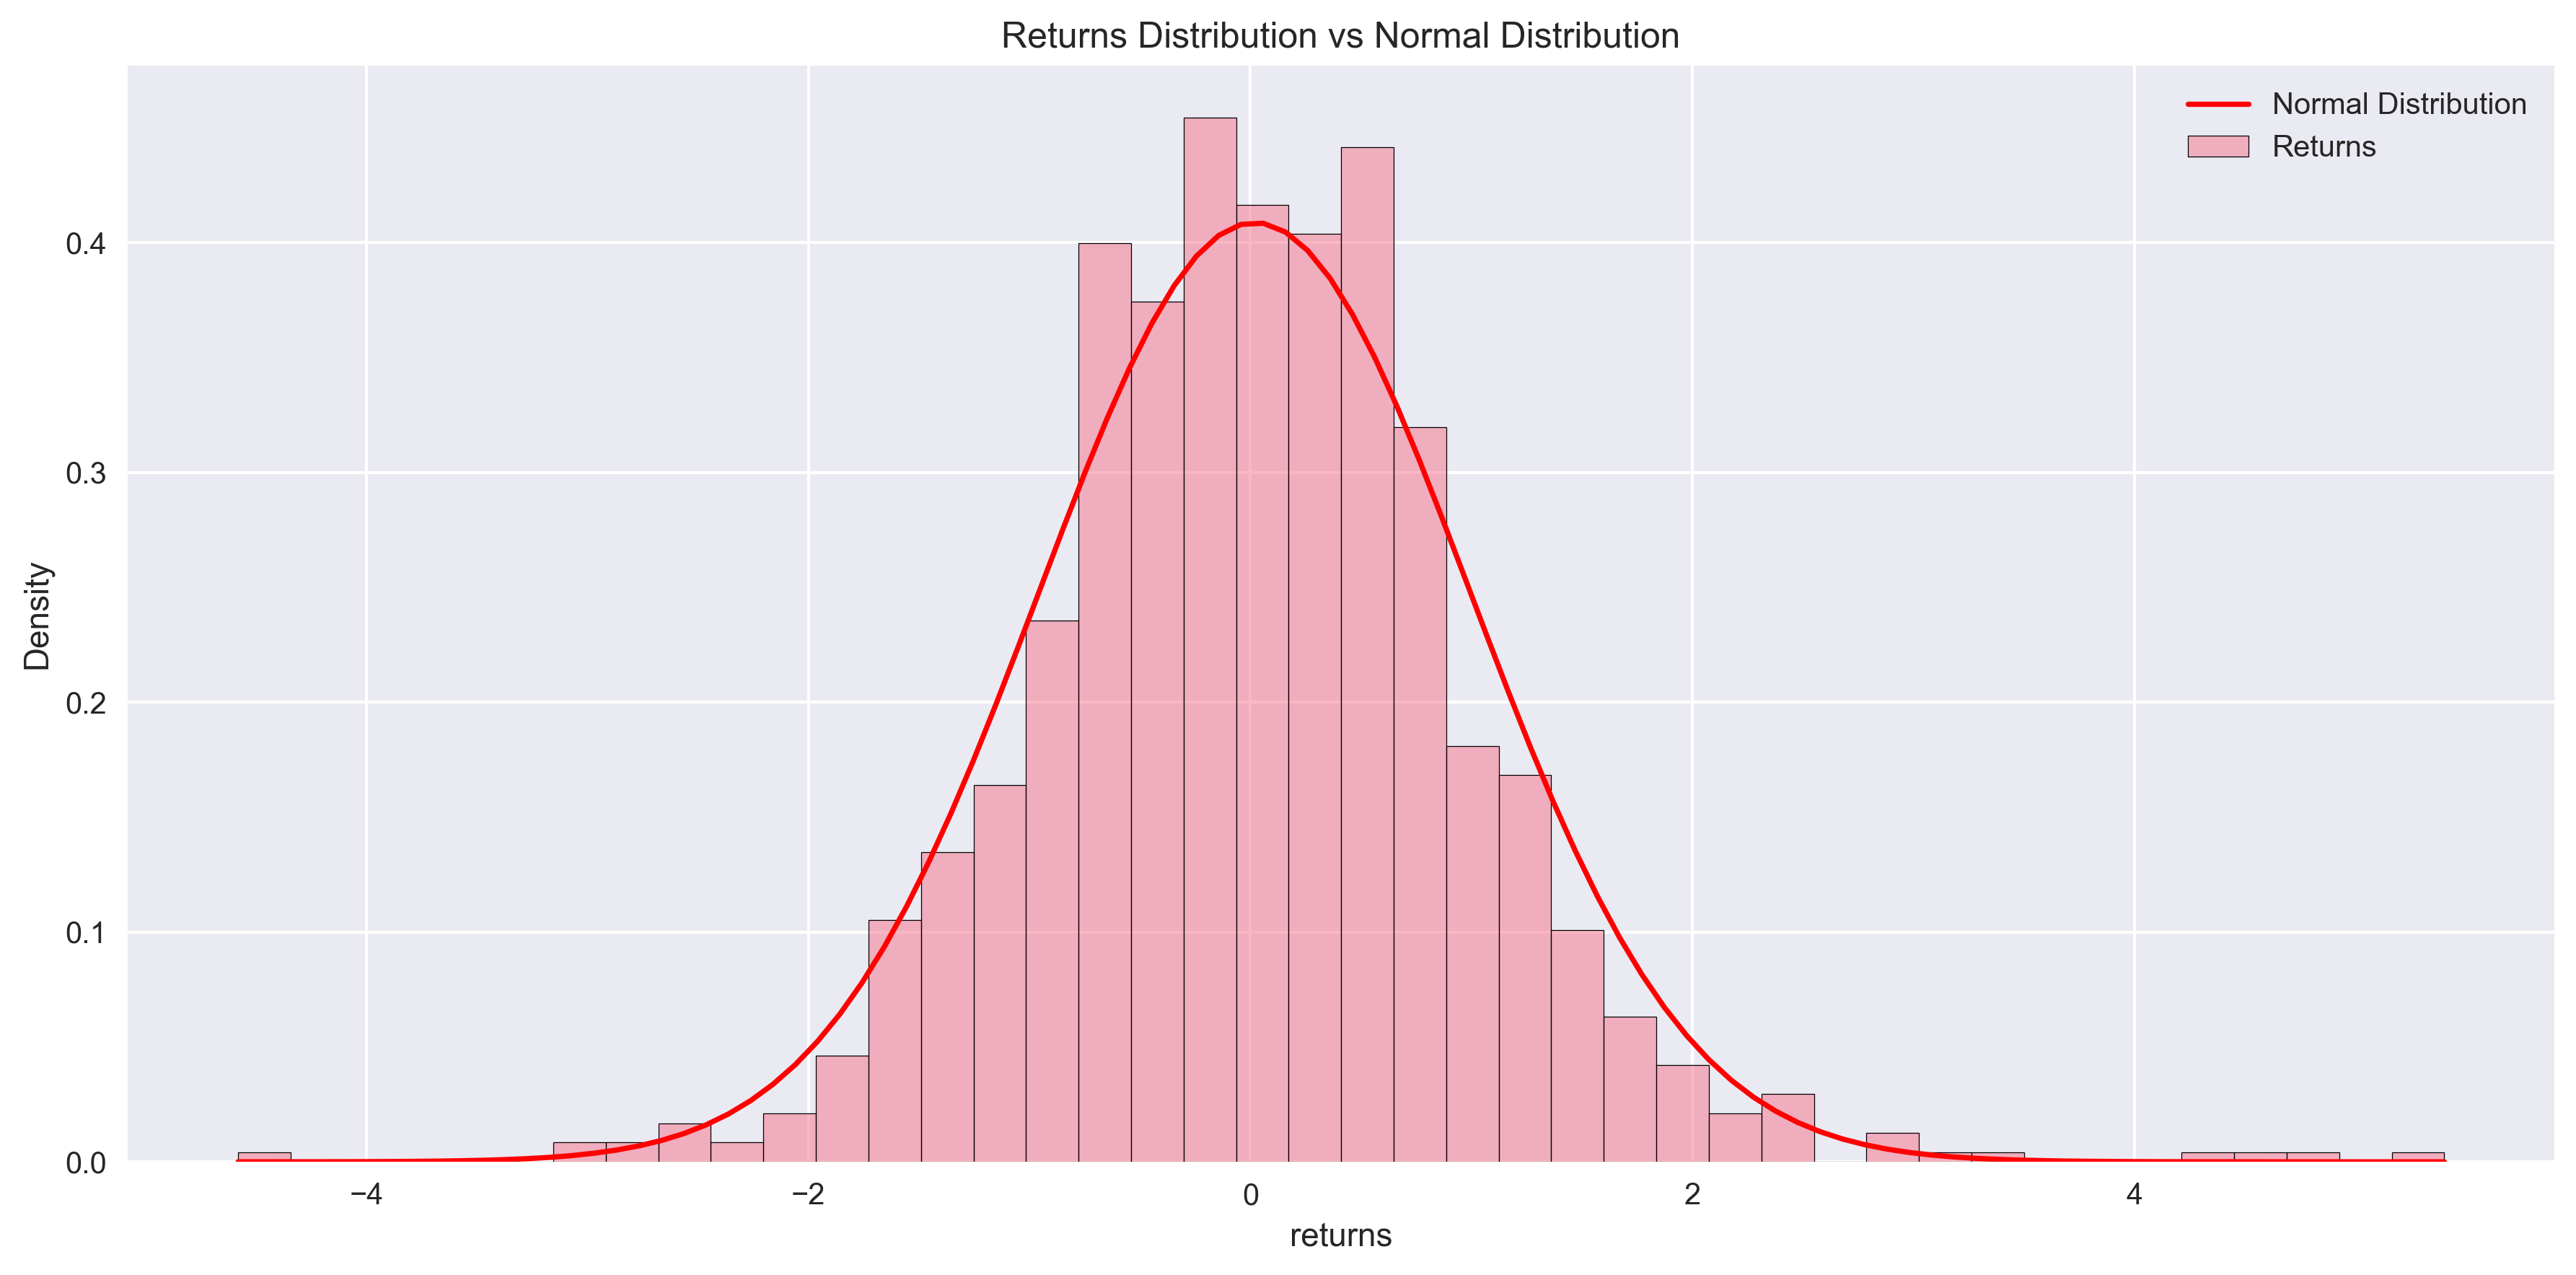 Returns Distribution vs Normal Distribution
Normal Distribution
Returns
Density
0.4
0.3
0.2
0.1
0.0
−4
−2
0
2
4
returns